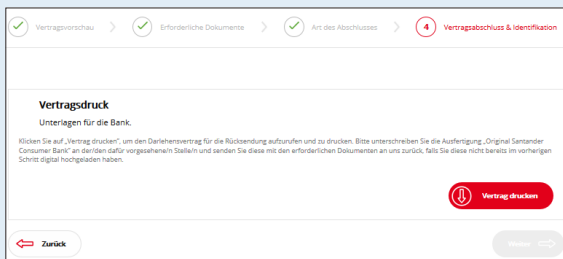 Vertragsvorschau
Erforderliche Dokumente
Art des Abschlusses
4 Vertragsabschluss & Identifikation
Vertragsdruck
Unterlagen für die Bank.
Klicken Sie auf „Vertrag drucken“, um den Darlehensvertrag für die Rücksendung aufzurufen und zu drucken. Bitte unterschreiben Sie die Ausfertigung „Original Santander
Consumer Bank“ an der/den dafür vorgesehene/n Stelle/n und senden Sie diese mit den erforderlichen Dokumenten an uns zurück, falls Sie diese nicht bereits im vorherigen
Schritt digital hochgeladen haben.
Vertrag drucken
Zurück
Weiter